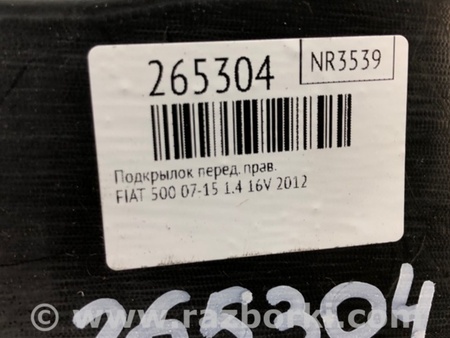 265304
NR3539
Подкрылок перед. прав.
FIAT 500 07-15 1.4 16V 2012
265304
© www.razborki.com